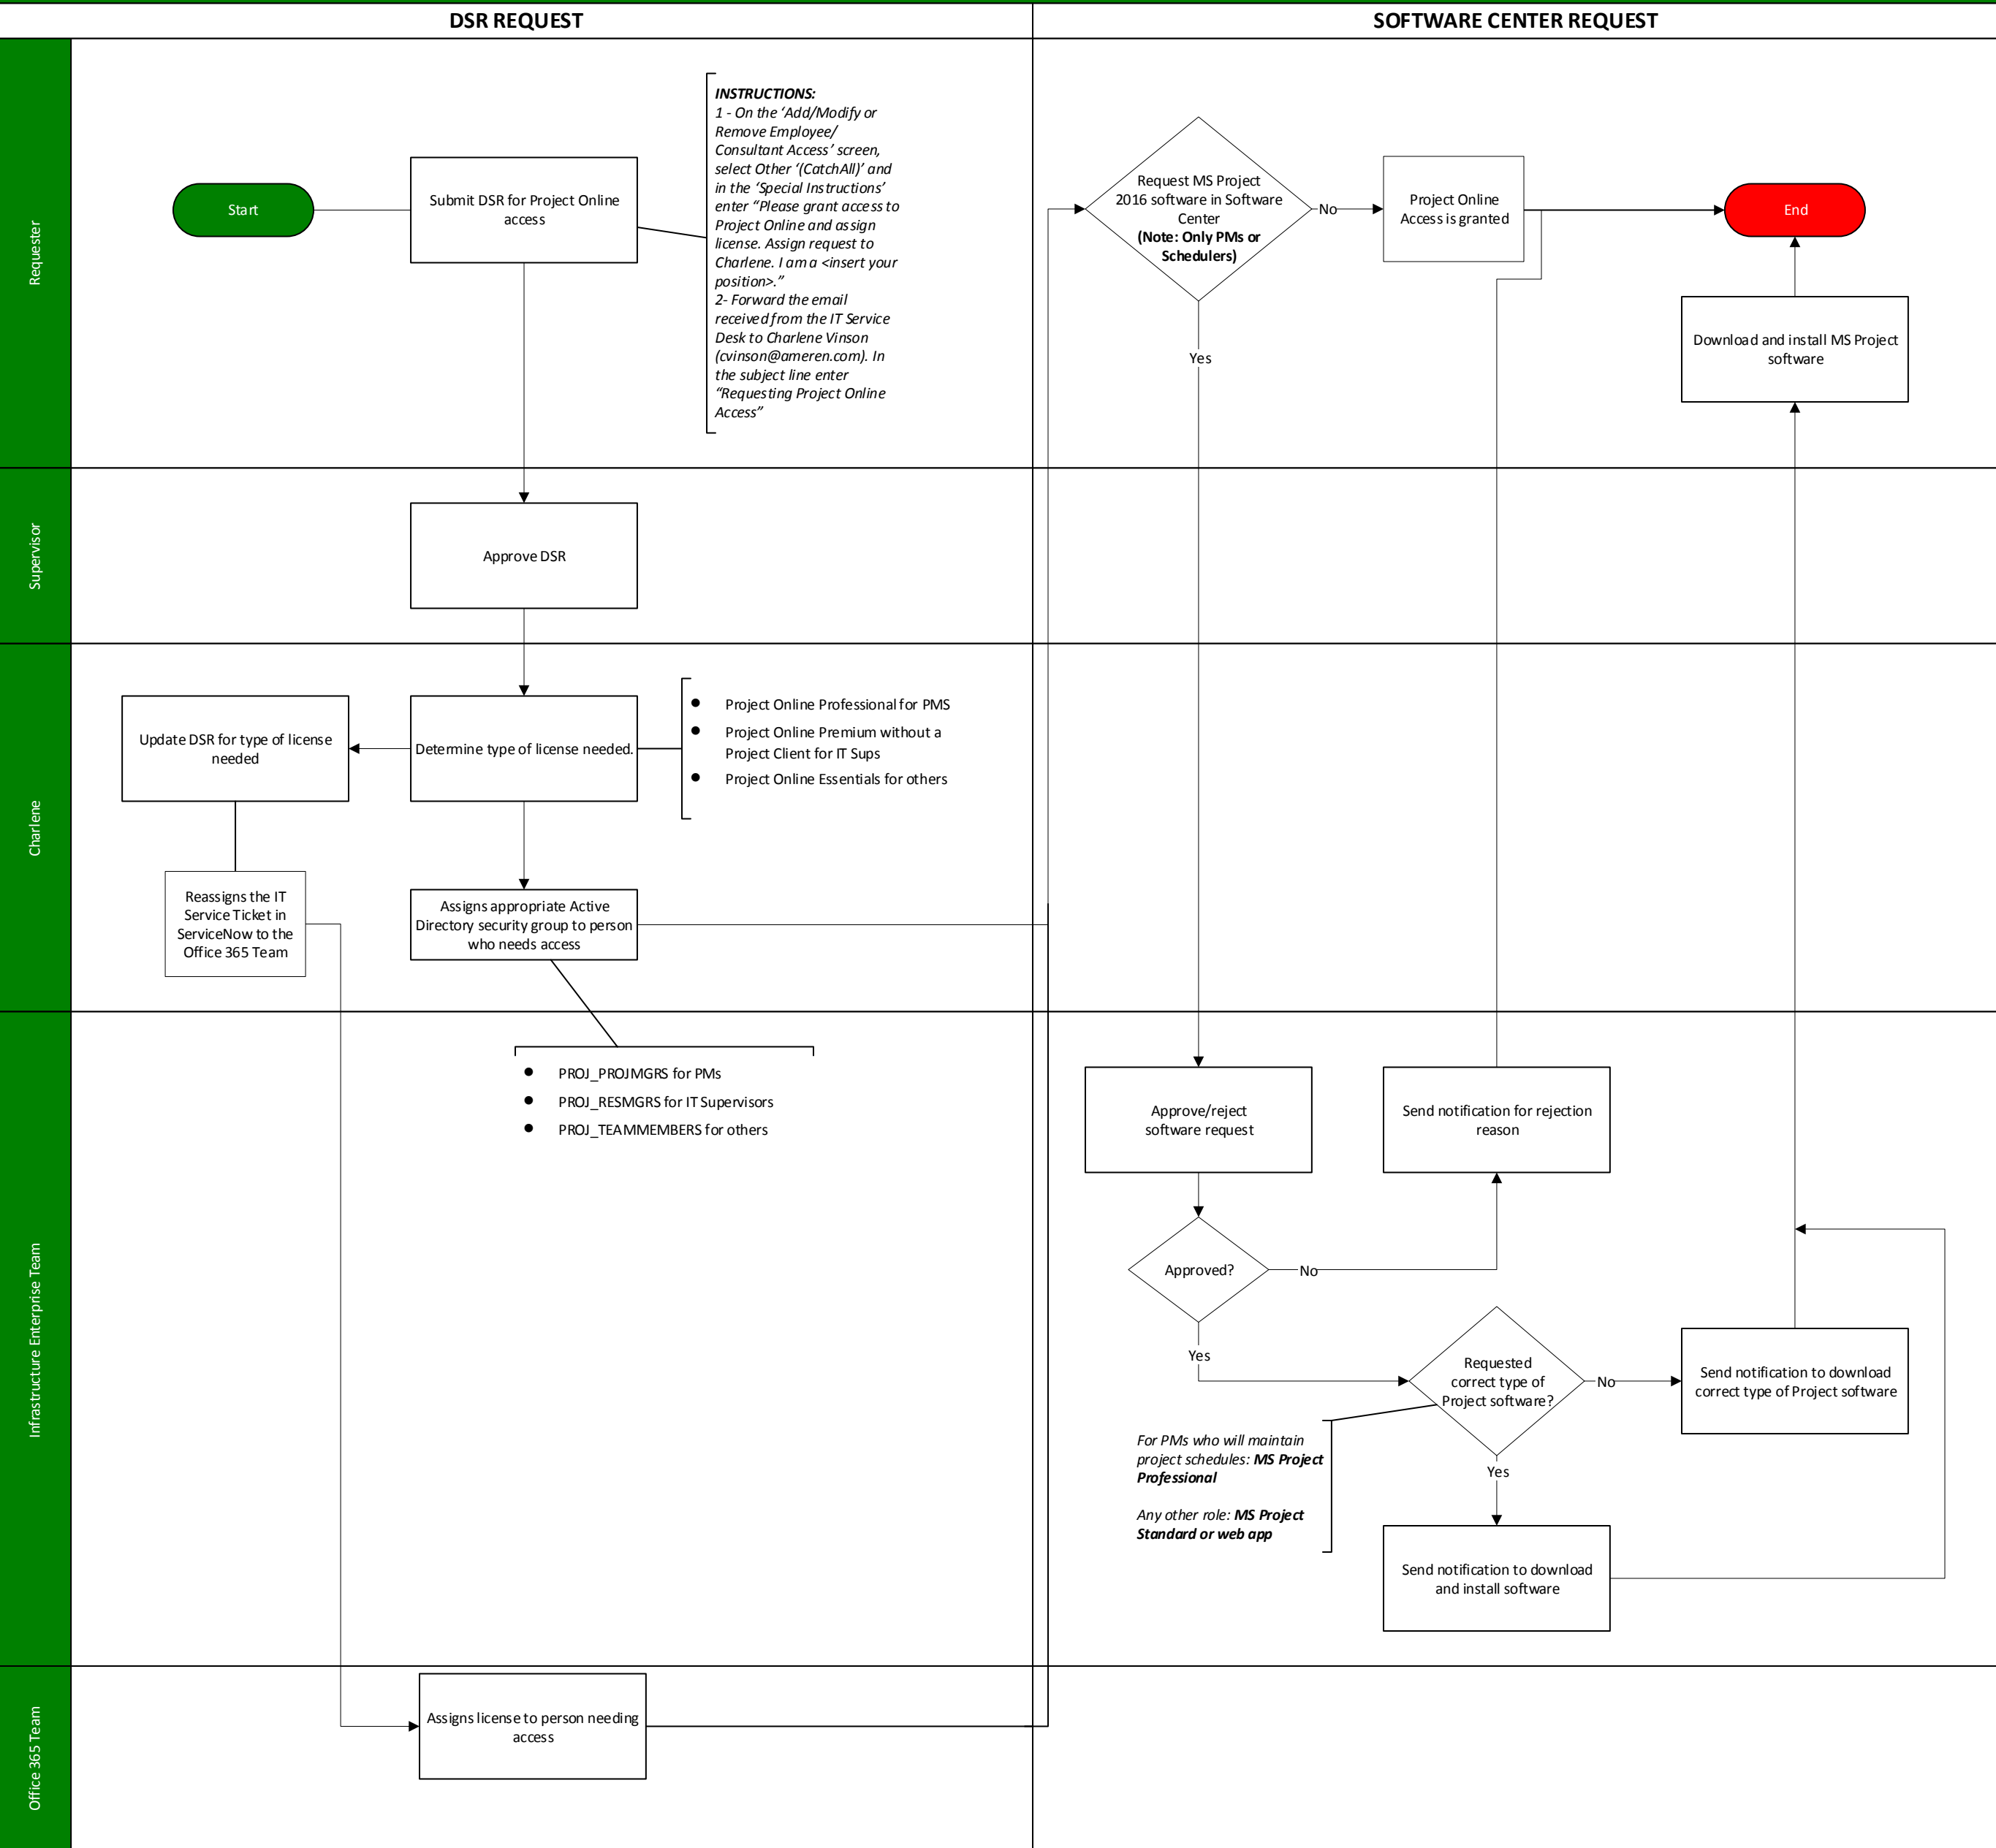 DSR REQUEST
SOFTWARE CENTER REQUEST
Requester
Start
Submit DSR for Project Online
access
INSTRUCTIONS:
1 - On the ‘Add/Modify or
Remove Employee/
Consultant Access’ screen,
select Other ‘(CatchAll)’ and
in the ‘Special Instructions’
enter “Please grant access to
Project Online and assign
license. Assign request to
Charlene. I am a <insert your
position>.”
2- Forward the email
received from the IT Service
Desk to Charlene Vinson
(cvinson@ameren.com). In
the subject line enter
“Requesting Project Online
Access”
Request MS Project
2016 software in Software
Center
(Note: Only PMs or
Schedulers)
No
Yes
Project Online
Access is granted
End
Download and install MS Project
software
Supervisor
Approve DSR
Charlene
Update DSR for type of license
needed
Determine type of license needed.
• Project Online Professional for PMS
• Project Online Premium without a
Project Client for IT Sups
• Project Online Essentials for others
Reassigns the IT
Service Ticket in
ServiceNow to the
Office 365 Team
Assigns appropriate Active
Directory security group to person
who needs access
Infrastructure Enterprise Team
• PROJ_PROJMGRS for PMs
• PROJ_RESMGRS for IT Supervisors
• PROJ_TEAMMEMBERS for others
Approve/reject
software request
Send notification for rejection
reason
Approved?
No
Yes
Requested
correct type of
Project software?
No
Yes
Send notification to download
correct type of Project software
For PMs who will maintain
project schedules: MS Project
Professional
Any other role: MS Project
Standard or web app
Send notification to download
and install software
Office 365 Team
Assigns license to person needing
access